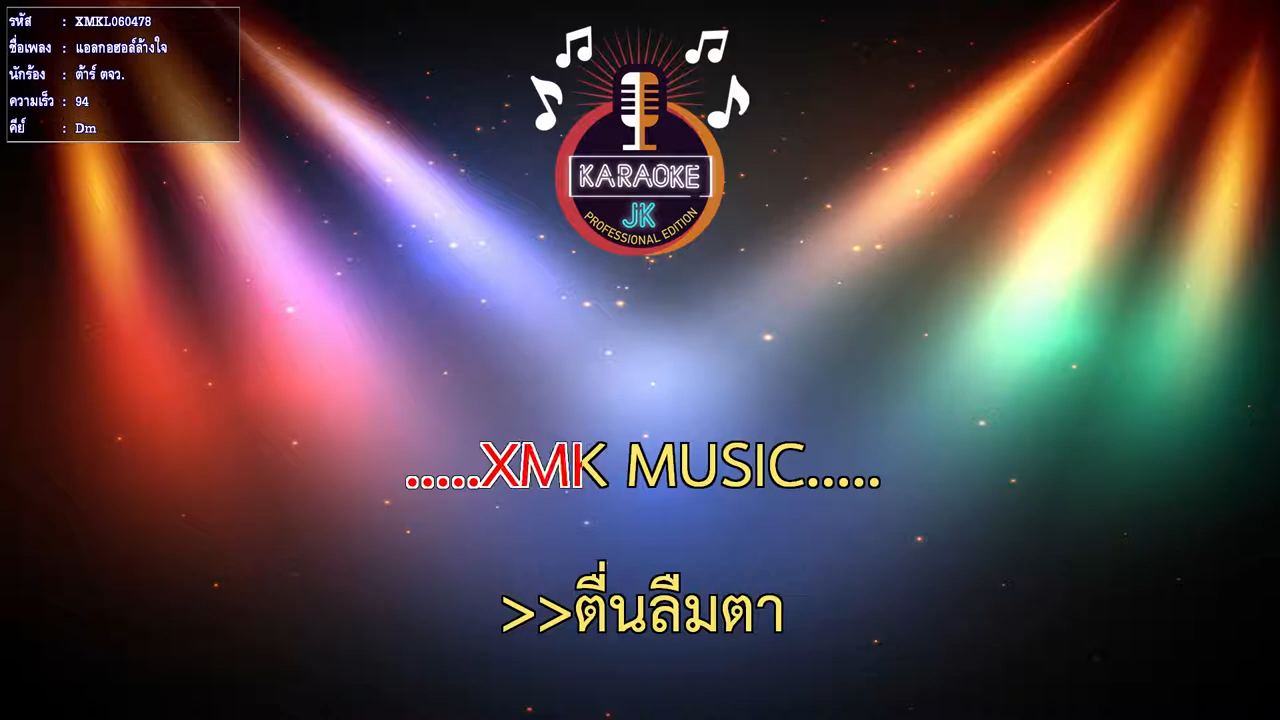 รหัส : XMKL060478
ชื่อเพลง : แอลกอฮอล์ล้างใจ
นักร้อง : ต้าร์ ตจว.
ความเร็ว : 94
คีย์ : Dm
KARAOKE
JK
PROFESSIONAL EDITION
.....XMK MUSIC.....
>>ตื่นลืมตา